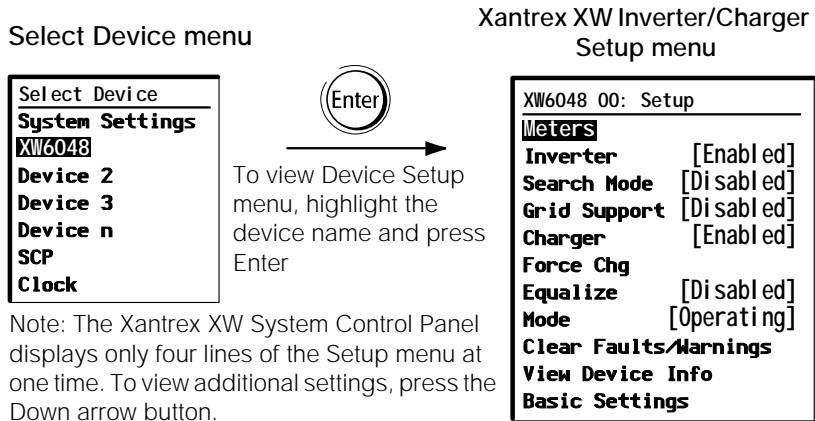 Select Device menu
Select Device
System Settings
XW6048
Device 2
Device 3
Device n
SCP
Clock
Enter
To view Device Setup
menu, highlight the
device name and press
Enter
Xantrex XW Inverter/Charger
Setup menu
XW6048 00: Setup
Meters
Inverter [Enabled]
Search Mode [Disabled]
Grid Support [Disabled]
Charger [Enabled]
Force Chg
Equalize [Disabled]
Mode [Operating]
Clear Faults/Warnings
View Device Info
Basic Settings
Note: The Xantrex XW System Control Panel
displays only four lines of the Setup menu at
one time. To view additional settings, press the
Down arrow button.